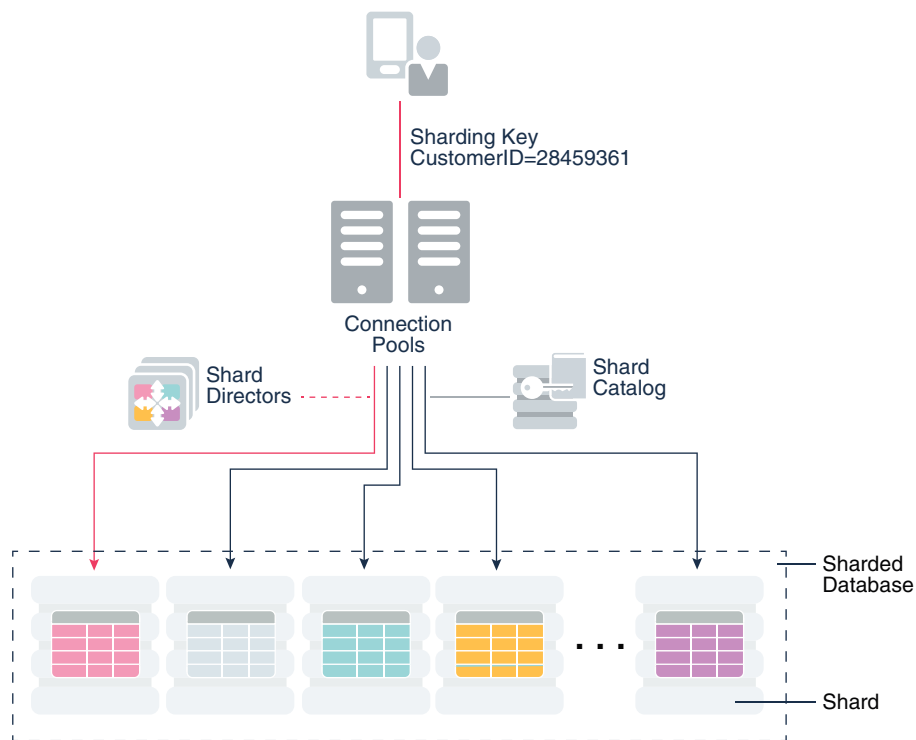 Sharding Key
CustomerID=28459361
Connection
Pools
Shard
Directors
Shard
Catalog
Sharded
Database
. . .
Shard